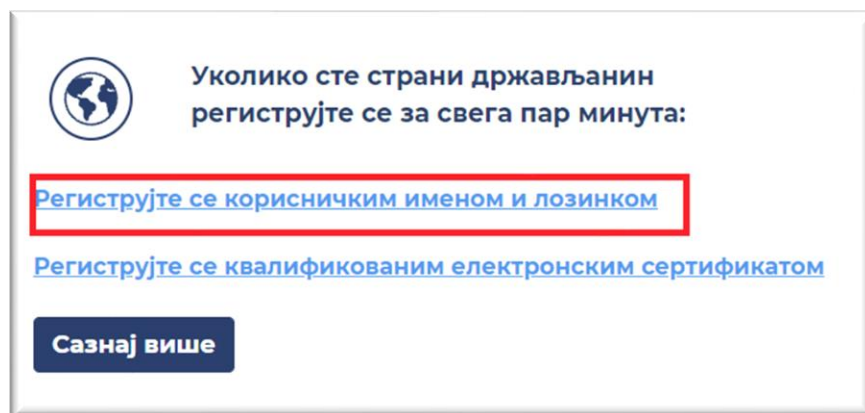 Уколико сте страни држављанин
региструјте се за свега пар минута:
Региструјте се корисничким именом и лозинком
Региструјте се квалификованим електронским сертификатом
Сазнај више